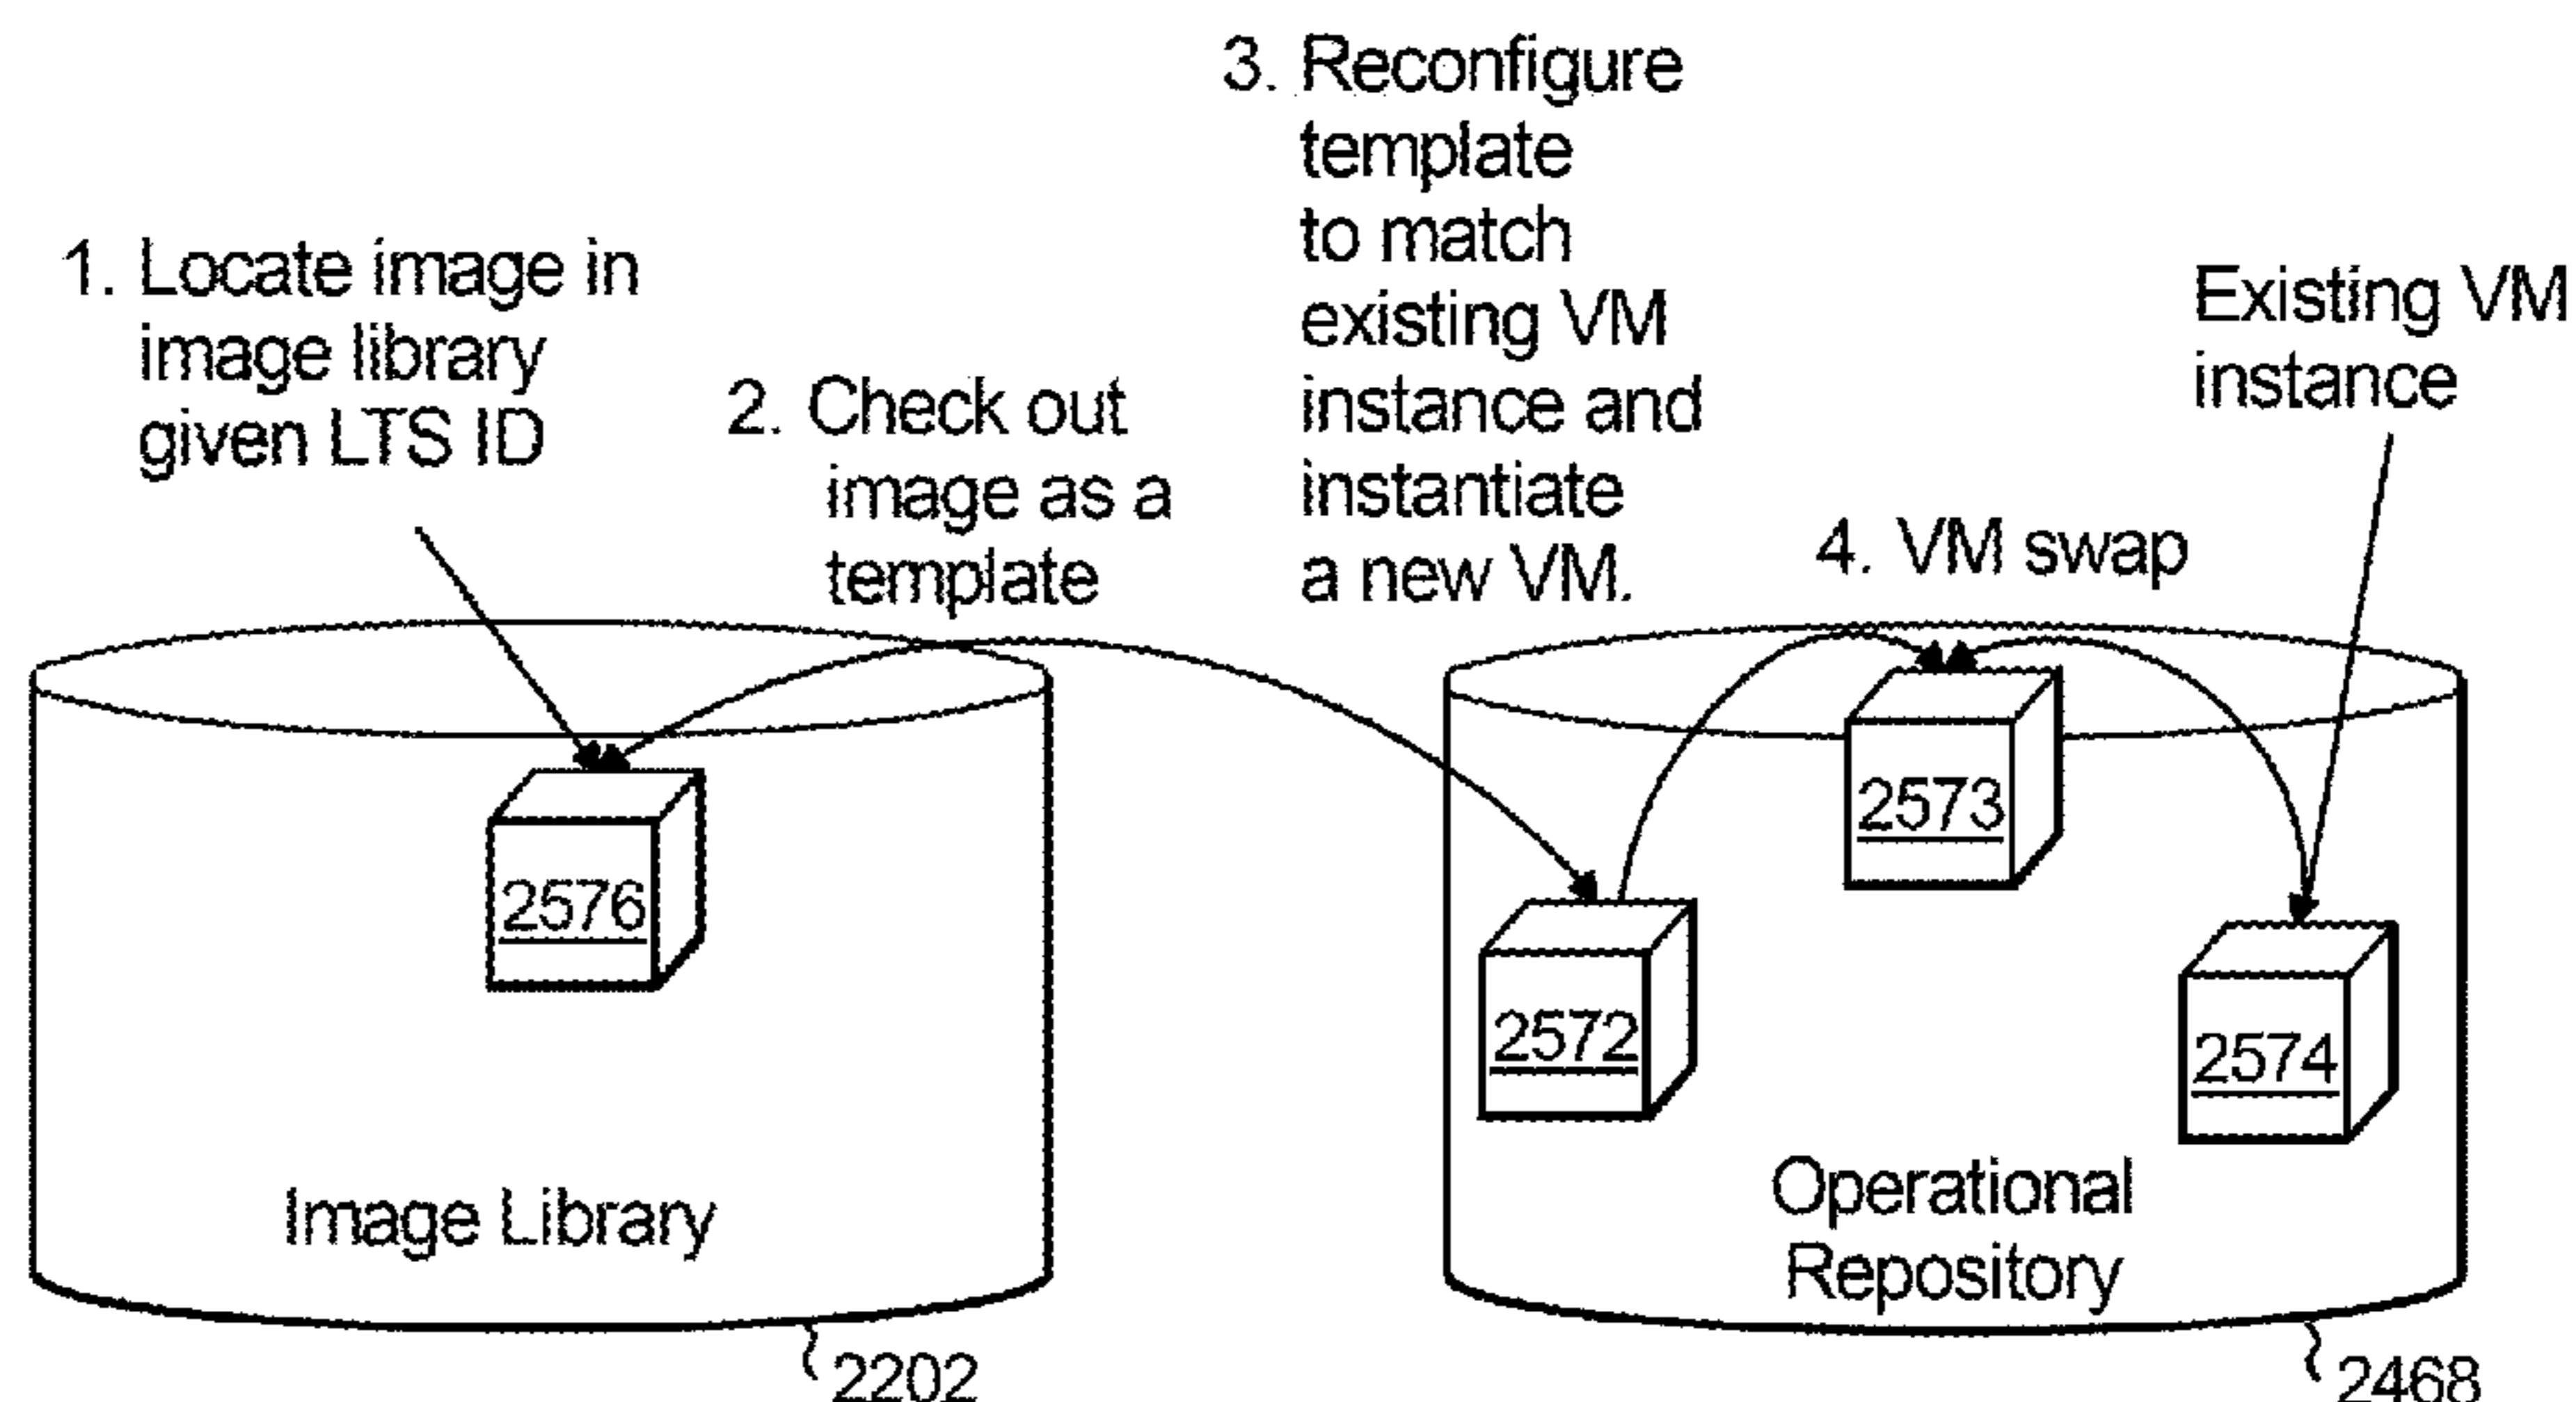 1. Locate image in
image library
given LTS ID
2. Check out
image as a
template
3. Reconfigure
template
to match
existing VM
instance and
instantiate
a new VM.
4. VM swap
Existing VM
instance
2576
2573
2572
2574
Image Library
Operational
Repository
2202
2468